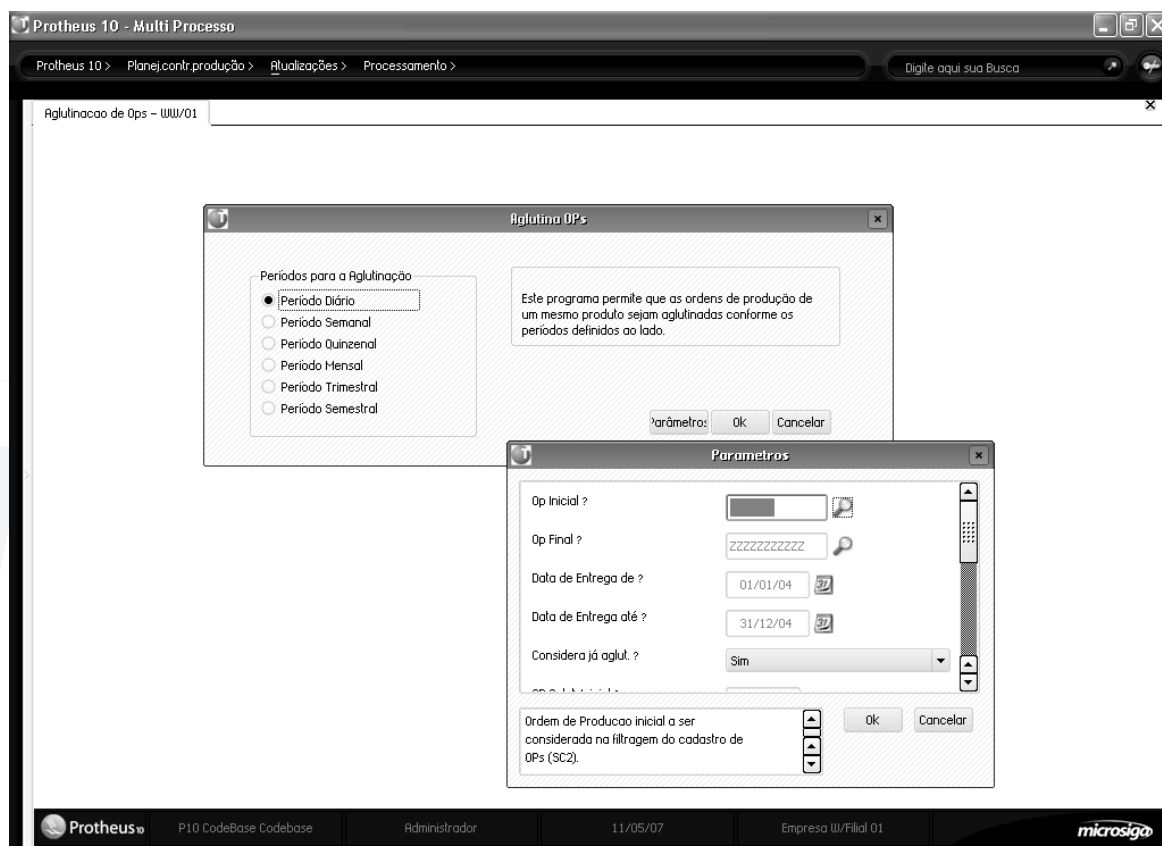 Protheus 10 - Multi Processo
Protheus 10 > Planej.contr.produção > Atualizações > Processamento >
Digite aqui sua Busca
Aglutinacao de Ops - WW/01
Aglutina OPs
Períodos para a Aglutinação
Período Diário
Período Semanal
Período Quinzenal
Período Mensal
Período Trimestral
Período Semestral
Este programa permite que as ordens de produção de
um mesmo produto sejam aglutinadas conforme os
períodos definidos ao lado.
Parâmetros Ok Cancelar
Parametros
Op Inicial ?
Op Final ? ZZZZZZZZZZZ
Data de Entrega de ? 01/01/04
Data de Entrega até ? 31/12/04
Considera já aglut. ? Sim
Ordem de Producao inicial a ser
considerada na filtragem do cadastro de
OPs (SC2).
Ok Cancelar
Protheus 10 P10 CodeBase Codebase Administrador 11/05/07 Empresa W/Filial 01 microsiga